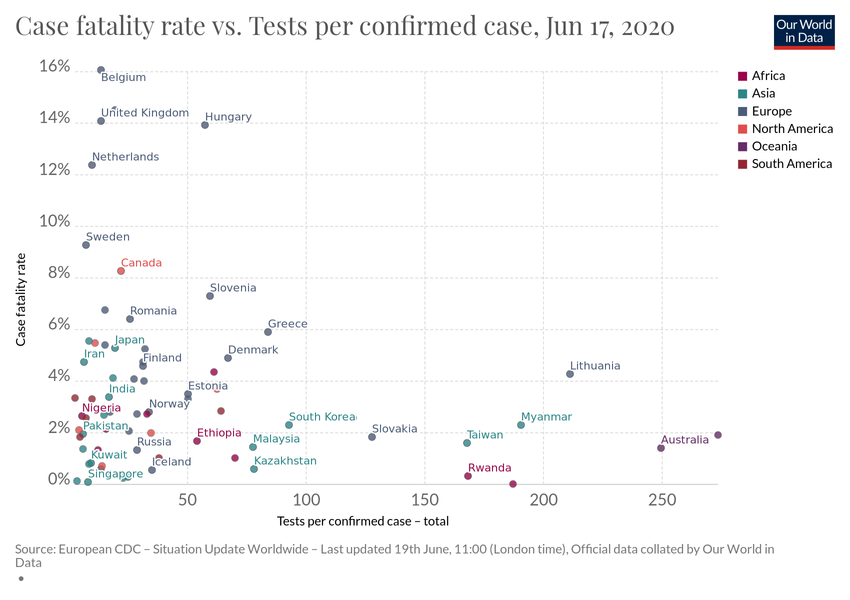 Case fatality rate vs. Tests per confirmed case, Jun 17, 2020
Our World
in Data
16%
14%
12%
10%
8%
6%
4%
2%
0%
Case fatality rate
Belgium
United Kingdom
Hungary
Netherlands
Sweden
Canada
Slovenia
Romania
Greece
Japan
Denmark
Iran
Finland
Lithuania
Estonia
India
Norway
Nigeria
South Korea
Myanmar
Pakistan
Ethiopia
Slovakia
Taiwan
Russia
Malaysia
Australia
Kuwait
Iceland
Kazakhstan
Rwanda
Singapore
50
100
150
200
250
Tests per confirmed case – total
Africa
Asia
Europe
North America
Oceania
South America
Source: European CDC – Situation Update Worldwide – Last updated 19th June, 11:00 (London time), Official data collated by Our World in
Data